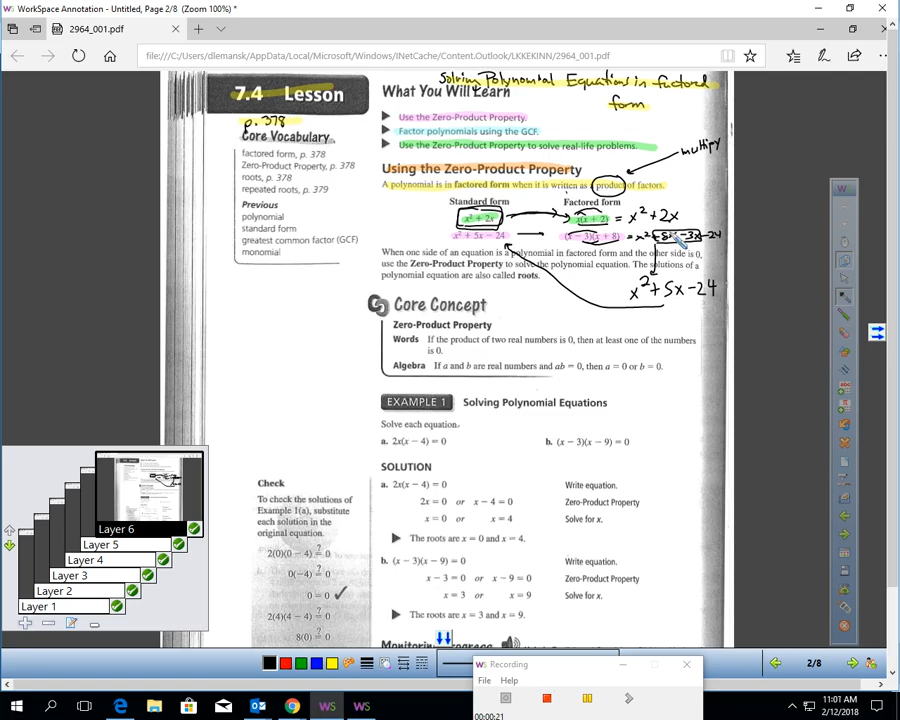 WS WorkSpace Annotation - Untitled, Page 2/8 (Zoom 100%) *
2964_001.pdf
file:///C:/Users/dlemansk/AppData/Local/Microsoft/Windows/INetCache/Content.Outlook/LKKEKINN/2964_001.pdf
Solving Polynomial Equations in factored
form
7.4 Lesson
What You Will Learn
p. 378
Core Vocabulary
factored form, p. 378
Zero-Product Property, p. 378
roots, p. 378
repeated roots, p. 379
Previous
polynomial
standard form
greatest common factor (GCF)
monomial
Use the Zero-Product Property.
Factor polynomials using the GCF.
Use the Zero-Product Property to solve real-life problems.
multiply
Using the Zero-Product Property
A polynomial is in factored form when it is written as a product of factors.
Standard form Factored form
x² + 2x x(x + 2) = x² + 2x
x² + 5x − 24 (x − 3)(x + 8) = x² +8x −3x −24
When one side of an equation is a polynomial in factored form and the other side is 0,
use the Zero-Product Property to solve the polynomial equation. The solutions of a
polynomial equation are also called roots.
x² + 5x − 24
Core Concept
Zero-Product Property
Words If the product of two real numbers is 0, then at least one of the numbers
is 0.
Algebra If a and b are real numbers and ab = 0, then a = 0 or b = 0.
EXAMPLE 1 Solving Polynomial Equations
Solve each equation.
a. 2x(x − 4) = 0 b. (x − 3)(x − 9) = 0
SOLUTION
a. 2x(x − 4) = 0 Write equation.
2x = 0 or x − 4 = 0 Zero-Product Property
x = 0 or x = 4 Solve for x.
The roots are x = 0 and x = 4.
b. (x − 3)(x − 9) = 0 Write equation.
x − 3 = 0 or x − 9 = 0 Zero-Product Property
x = 3 or x = 9 Solve for x.
The roots are x = 3 and x = 9.
Check
To check the solutions of
Example 1(a), substitute
each solution in the
original equation.
2(0)(0 − 4) ≟ 0
0(−4) ≟ 0
0 = 0 ✓
2(4)(4 − 4) ≟ 0
8(0) ≟ 0
Monitoring Progress
Layer 6
Layer 5
Layer 4
Layer 3
Layer 2
Layer 1
W
2/8
WS Recording
File Help
00:00:21
WS WS
11:01 AM
2/12/2018